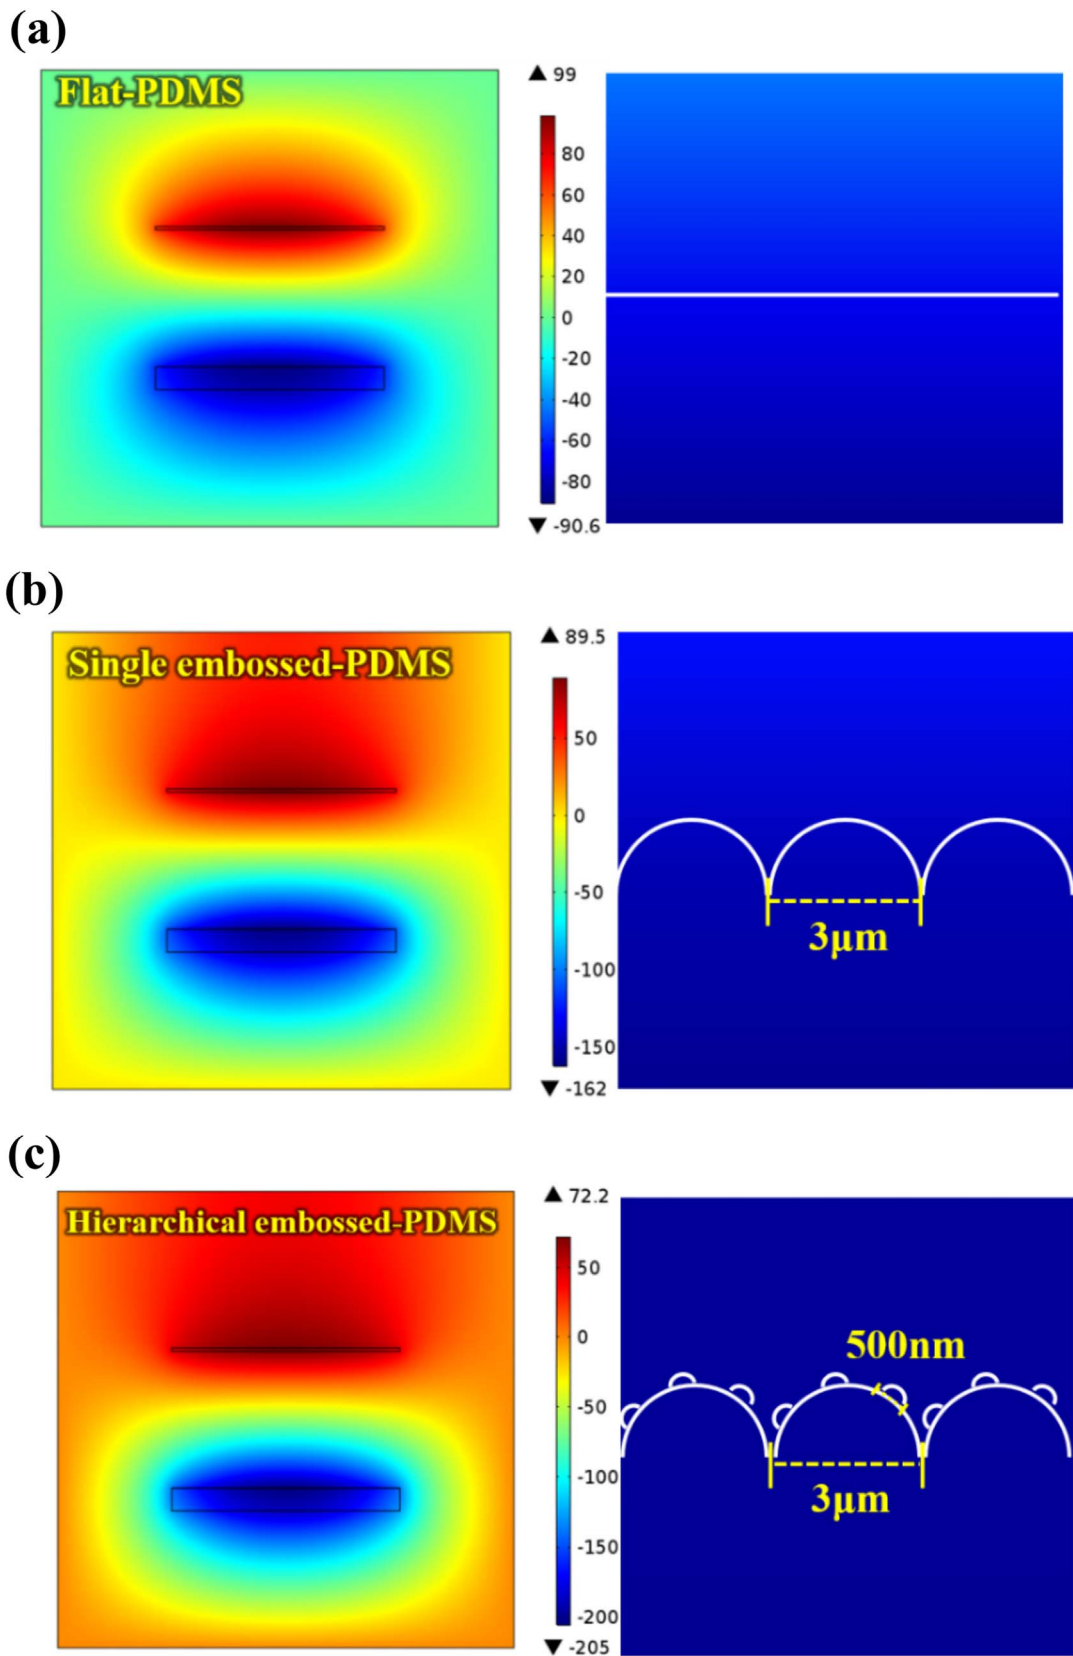 (a)
Flat-PDMS
▲ 99
80
60
40
20
0
-20
-40
-60
-80
▼ -90.6
(b)
Single embossed-PDMS
▲ 89.5
50
0
-50
-100
-150
▼ -162
3μm
(c)
Hierarchical embossed-PDMS
▲ 72.2
50
0
-50
-100
-150
-200
▼ -205
500nm
3μm